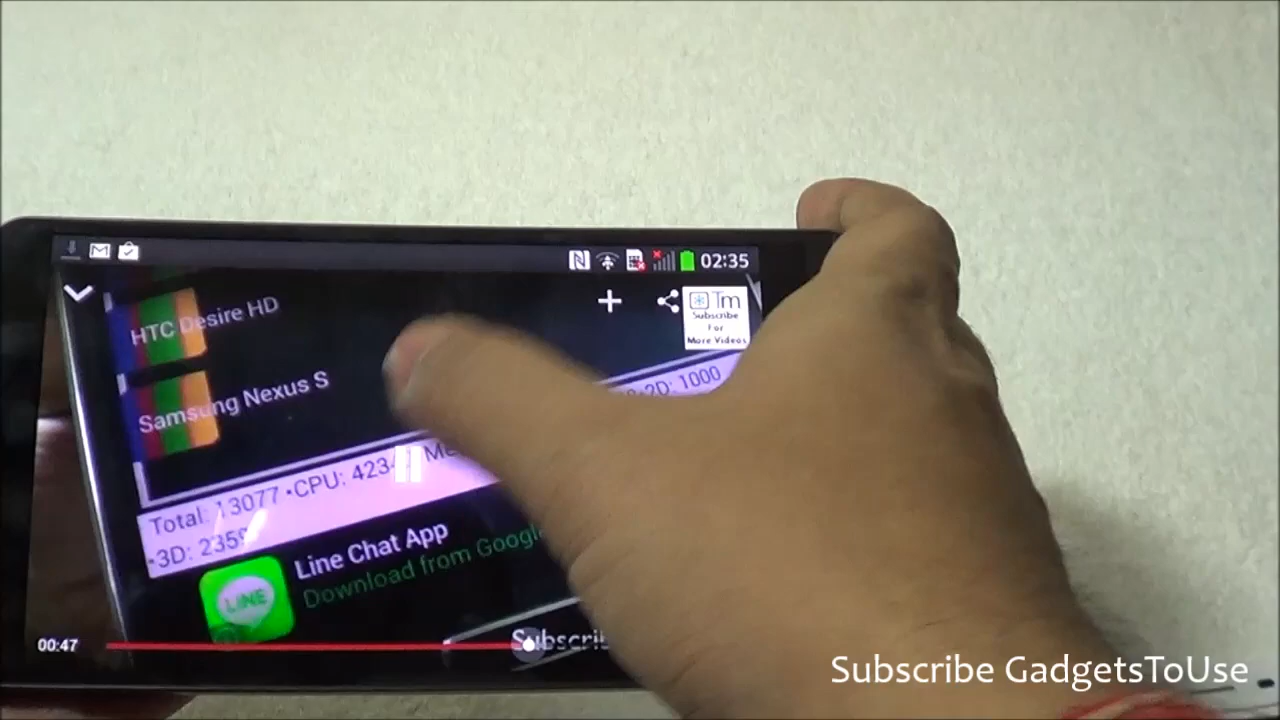 02:35
HTC Desire HD
Tm
Subscribe
For
More Videos
Samsung Nexus S
2D: 1000
Total: 13077 •CPU: 4234
•3D: 2359
Line Chat App
Download from Google
LINE
00:47
Subscrib
Subscribe GadgetsToUse